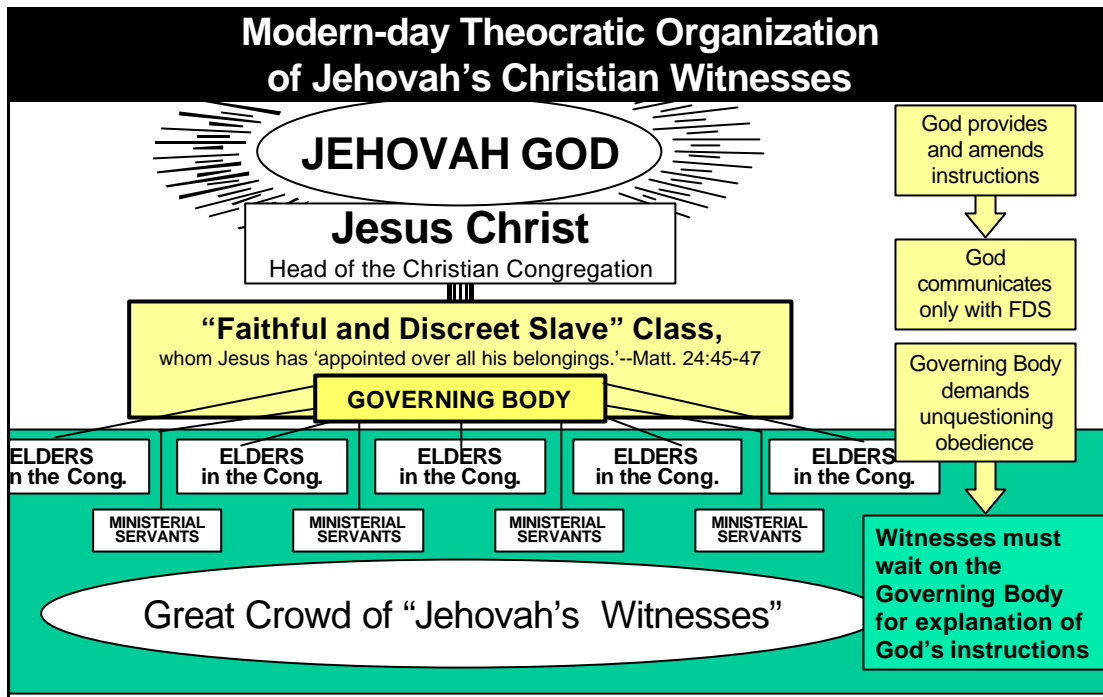 Modern-day Theocratic Organization
of Jehovah's Christian Witnesses
JEHOVAH GOD
Jesus Christ
Head of the Christian Congregation
“Faithful and Discreet Slave” Class,
whom Jesus has ‘appointed over all his belongings.’--Matt. 24:45-47
GOVERNING BODY
ELDERS
in the Cong.
ELDERS
in the Cong.
ELDERS
in the Cong.
ELDERS
in the Cong.
ELDERS
in the Cong.
MINISTERIAL
SERVANTS
MINISTERIAL
SERVANTS
MINISTERIAL
SERVANTS
MINISTERIAL
SERVANTS
Great Crowd of “Jehovah’s Witnesses”
God provides
and amends
instructions
God
communicates
only with FDS
Governing Body
demands
unquestioning
obedience
Witnesses must
wait on the
Governing Body
for explanation of
God’s instructions